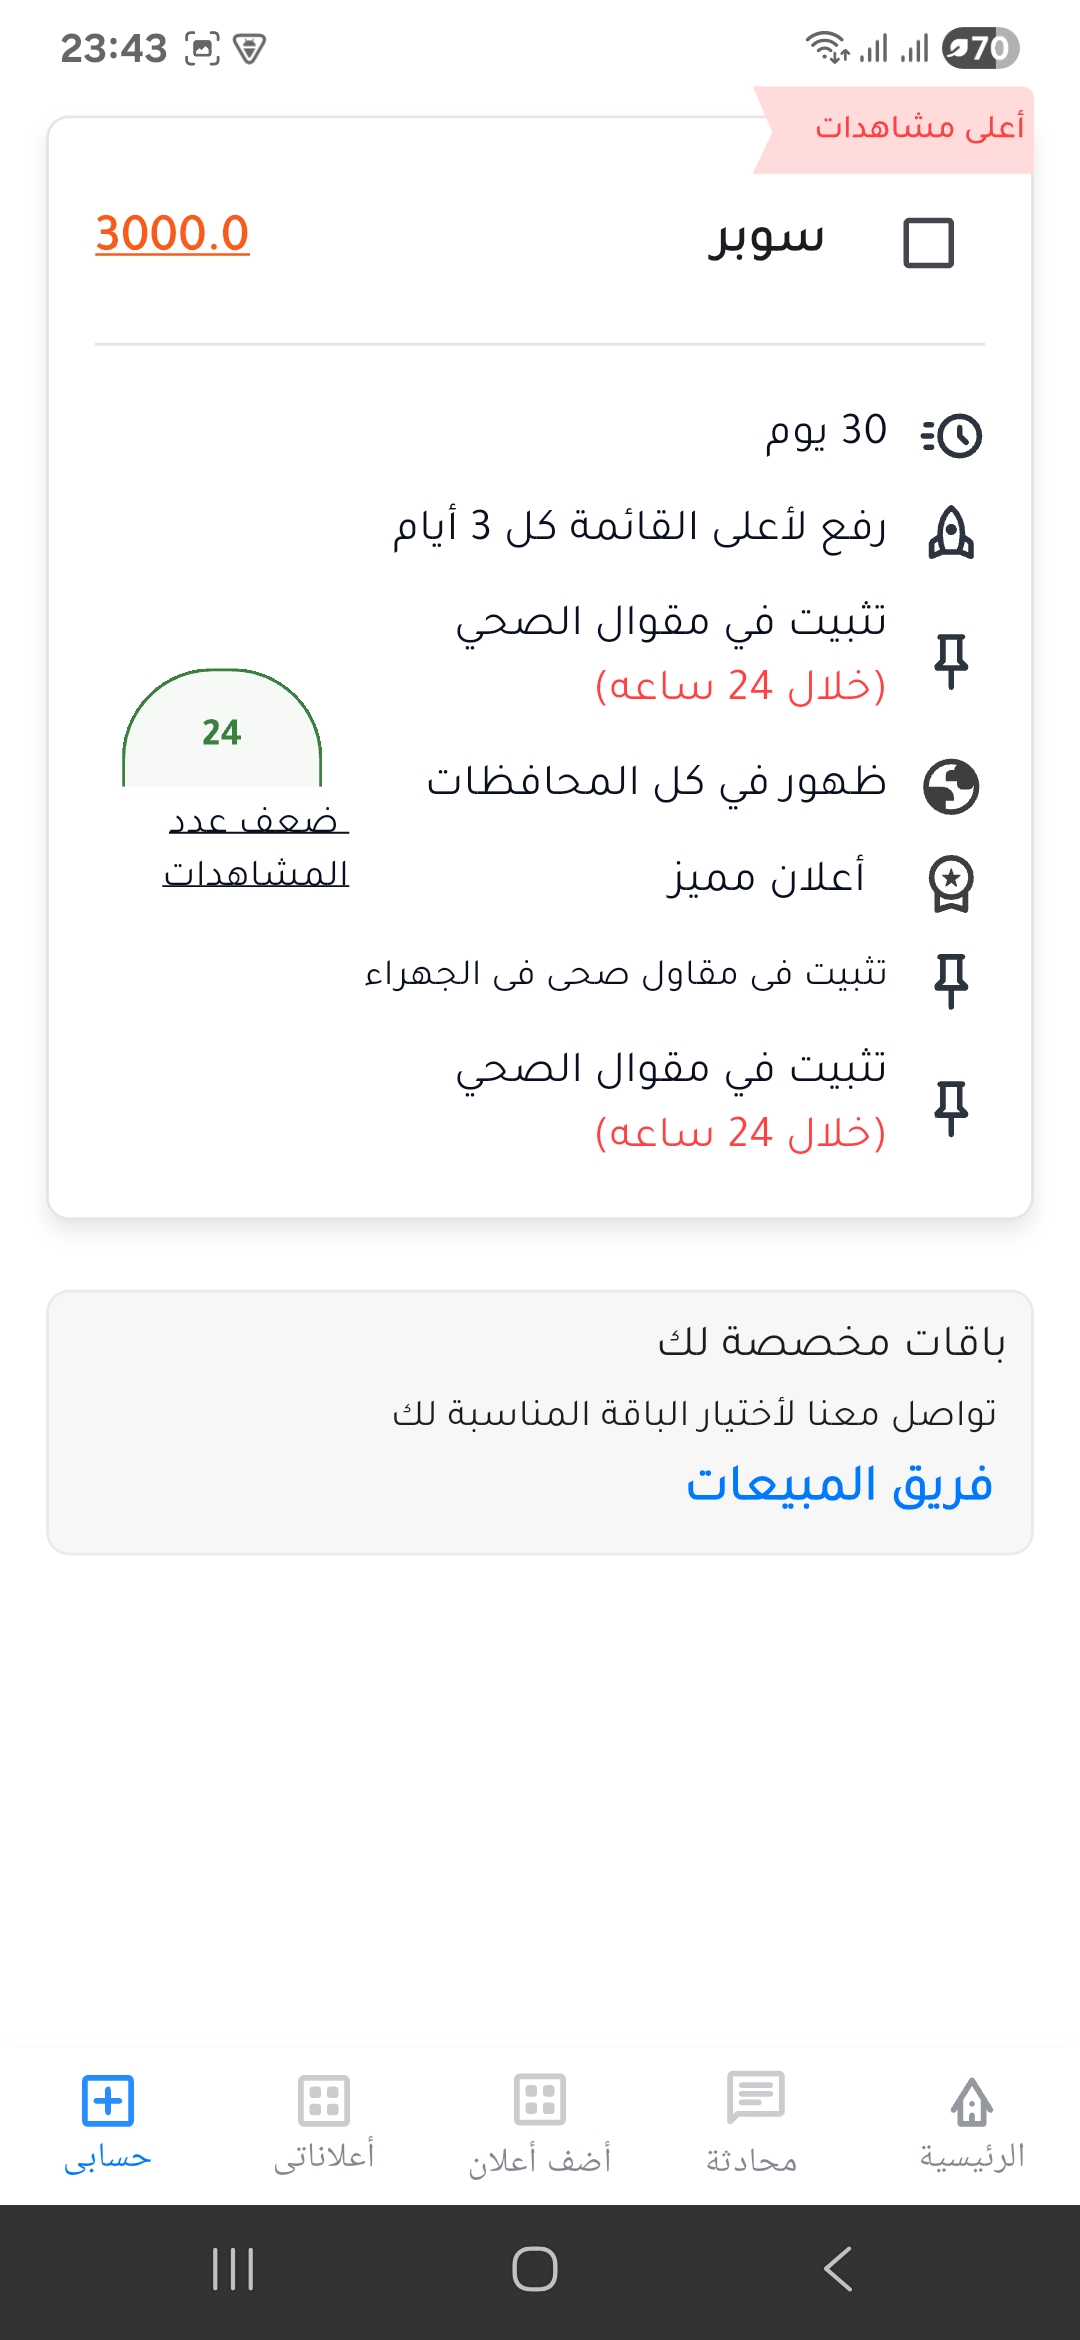 23:43
70
أعلى مشاهدات
سوبر
3000.0
30 يوم
رفع لأعلى القائمة كل 3 أيام
تثبيت في مقوال الصحي
(خلال 24 ساعه)
24
ضعف عدد
المشاهدات
ظهور في كل المحافظات
أعلان مميز
تثبيت فى مقاول صحى فى الجهراء
تثبيت في مقوال الصحي
(خلال 24 ساعه)
باقات مخصصة لك
تواصل معنا لأختيار الباقة المناسبة لك
فريق المبيعات
الرئيسية
محادثة
أضف أعلان
أعلاناتى
حسابى